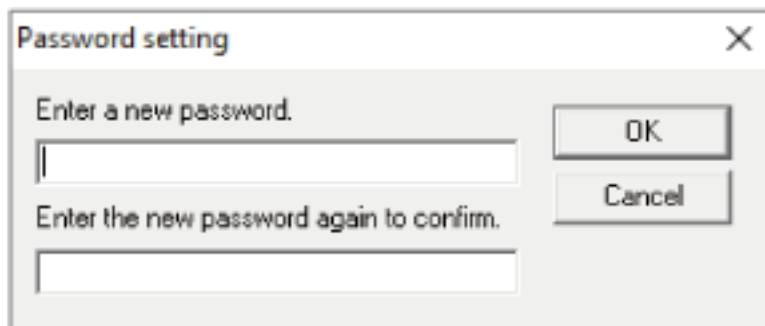 Password setting
Enter a new password.
OK
Cancel
Enter the new password again to confirm.